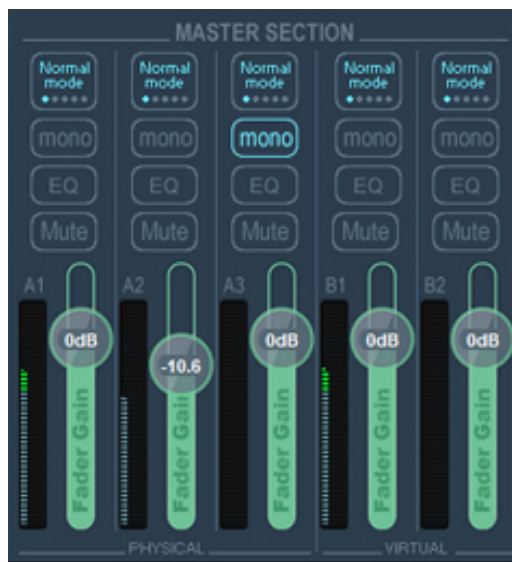 MASTER SECTION
Normal mode Normal mode Normal mode Normal mode Normal mode
mono mono mono mono mono
EQ EQ EQ EQ EQ
Mute Mute Mute Mute Mute
A1 A2 A3 B1 B2
0dB -10.6 0dB 0dB 0dB
Fader Gain Fader Gain Fader Gain Fader Gain Fader Gain
PHYSICAL VIRTUAL